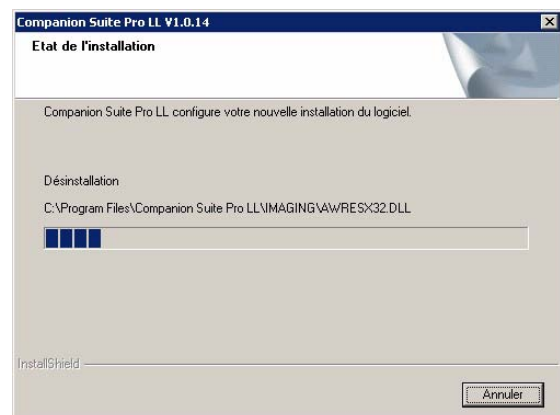 Companion Suite Pro LL V1.0.14
Etat de l'installation
Companion Suite Pro LL configure votre nouvelle installation du logiciel.
Désinstallation
C:\Program Files\Companion Suite Pro LL\IMAGING\AWRESX32.DLL
InstallShield
Annuler